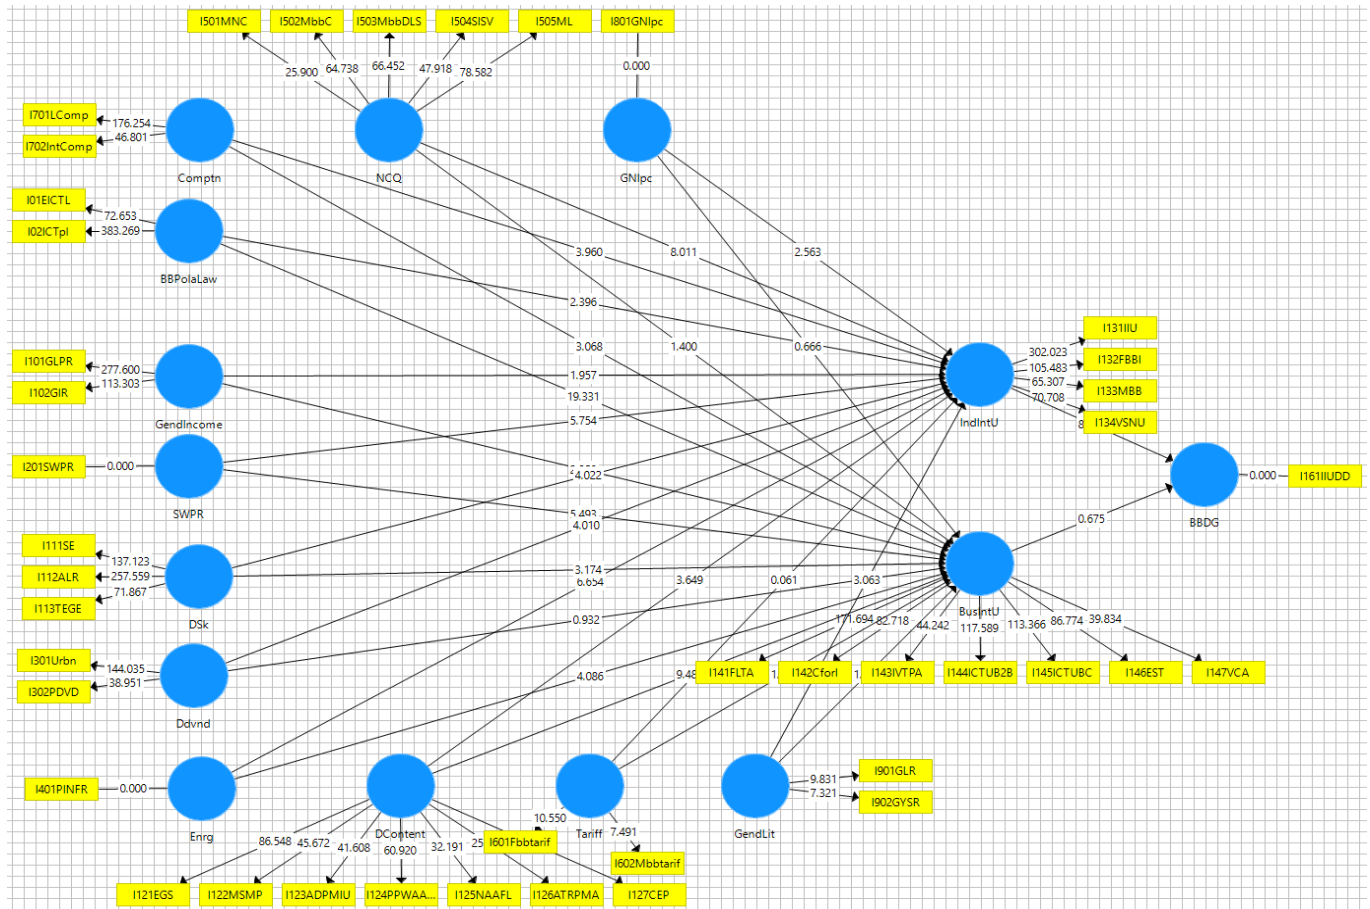 I501MNC
I502MbbC
I503MbbDLS
I504SISV
I505ML
I801GNIpc
25.900
64.738
66.452
47.918
78.582
0.000
I701LComp
176.254
I702IntComp
46.801
Comptn
NCQ
GNIpc
I01EICTL
72.653
I02ICTpl
383.269
BBPolaLaw
3.960
8.011
2.563
2.396
3.068
1.400
0.666
I131IIU
302.023
I132FBBI
105.483
I133MBB
65.307
I134VSNU
70.708
I101GLPR
277.600
I102GIR
113.303
GendIncome
1.957
19.331
5.754
IndIntU
I201SWPR
0.000
SWPR
4.022
5.493
4.010
0.000
I161IIUDD
BBDG
0.675
I111SE
137.123
I112ALR
257.559
I113TEGE
71.867
DSk
3.174
6.654
3.649
0.061
3.063
BusIntU
0.932
171.694
82.718
44.242
117.589
113.366
86.774
39.834
I301Urbn
144.035
I302PDVD
38.951
Ddvnd
4.086
9.48
I141FLTA
I142CforI
I143IVTPA
I144ICTUB2B
I145ICTUBC
I146EST
I147VCA
I401PINFR
0.000
Enrg
DContent
Tariff
GendLit
9.831
I901GLR
7.321
I902GYSR
86.548
45.672
41.608
60.920
32.191
25
I601Fbbtarif
10.550
7.491
I602Mbbtarif
I121EGS
I122MSMP
I123ADPMIU
I124PPWAA...
I125NAAFL
I126ATRPMA
I127CEP